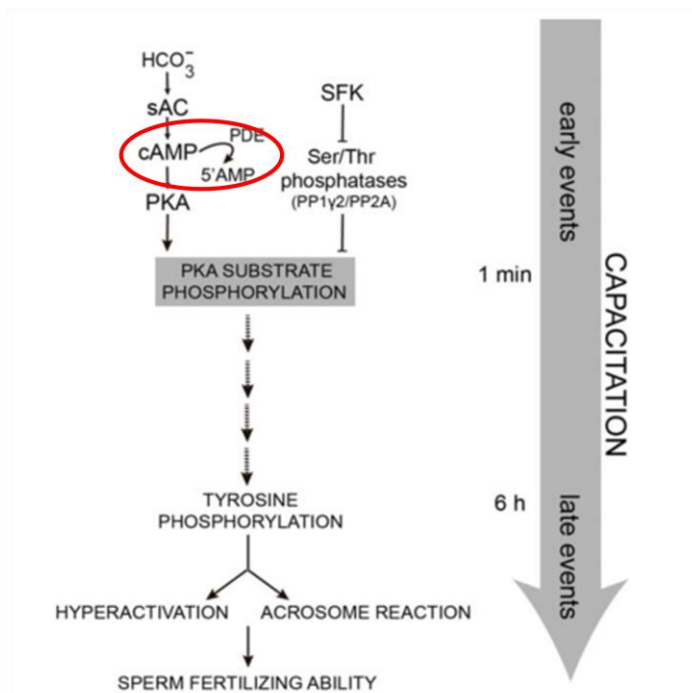 HCO₃⁻
sAC
cAMP
PDE
5'AMP
PKA
SFK
Ser/Thr
phosphatases
(PP1γ2/PP2A)
PKA SUBSTRATE
PHOSPHORYLATION
TYROSINE
PHOSPHORYLATION
HYPERACTIVATION
ACROSOME REACTION
SPERM FERTILIZING ABILITY
1 min
6 h
early events
late events
CAPACITATION